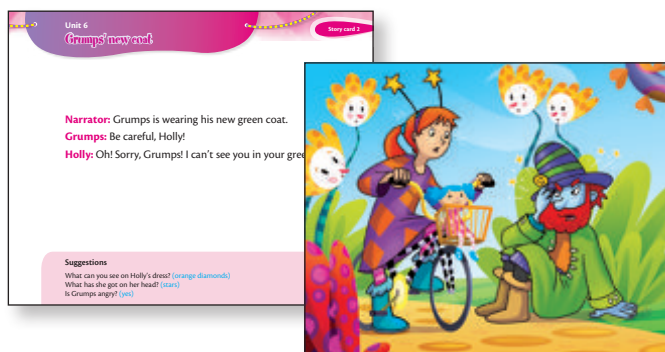 Unit 6
Grumps' new coat
Story card 2
Narrator: Grumps is wearing his new green coat.
Grumps: Be careful, Holly!
Holly: Oh! Sorry, Grumps! I can't see you in your gree
Suggestions
What can you see on Holly's dress? (orange diamonds)
What has she got on her head? (stars)
Is Grumps angry? (yes)